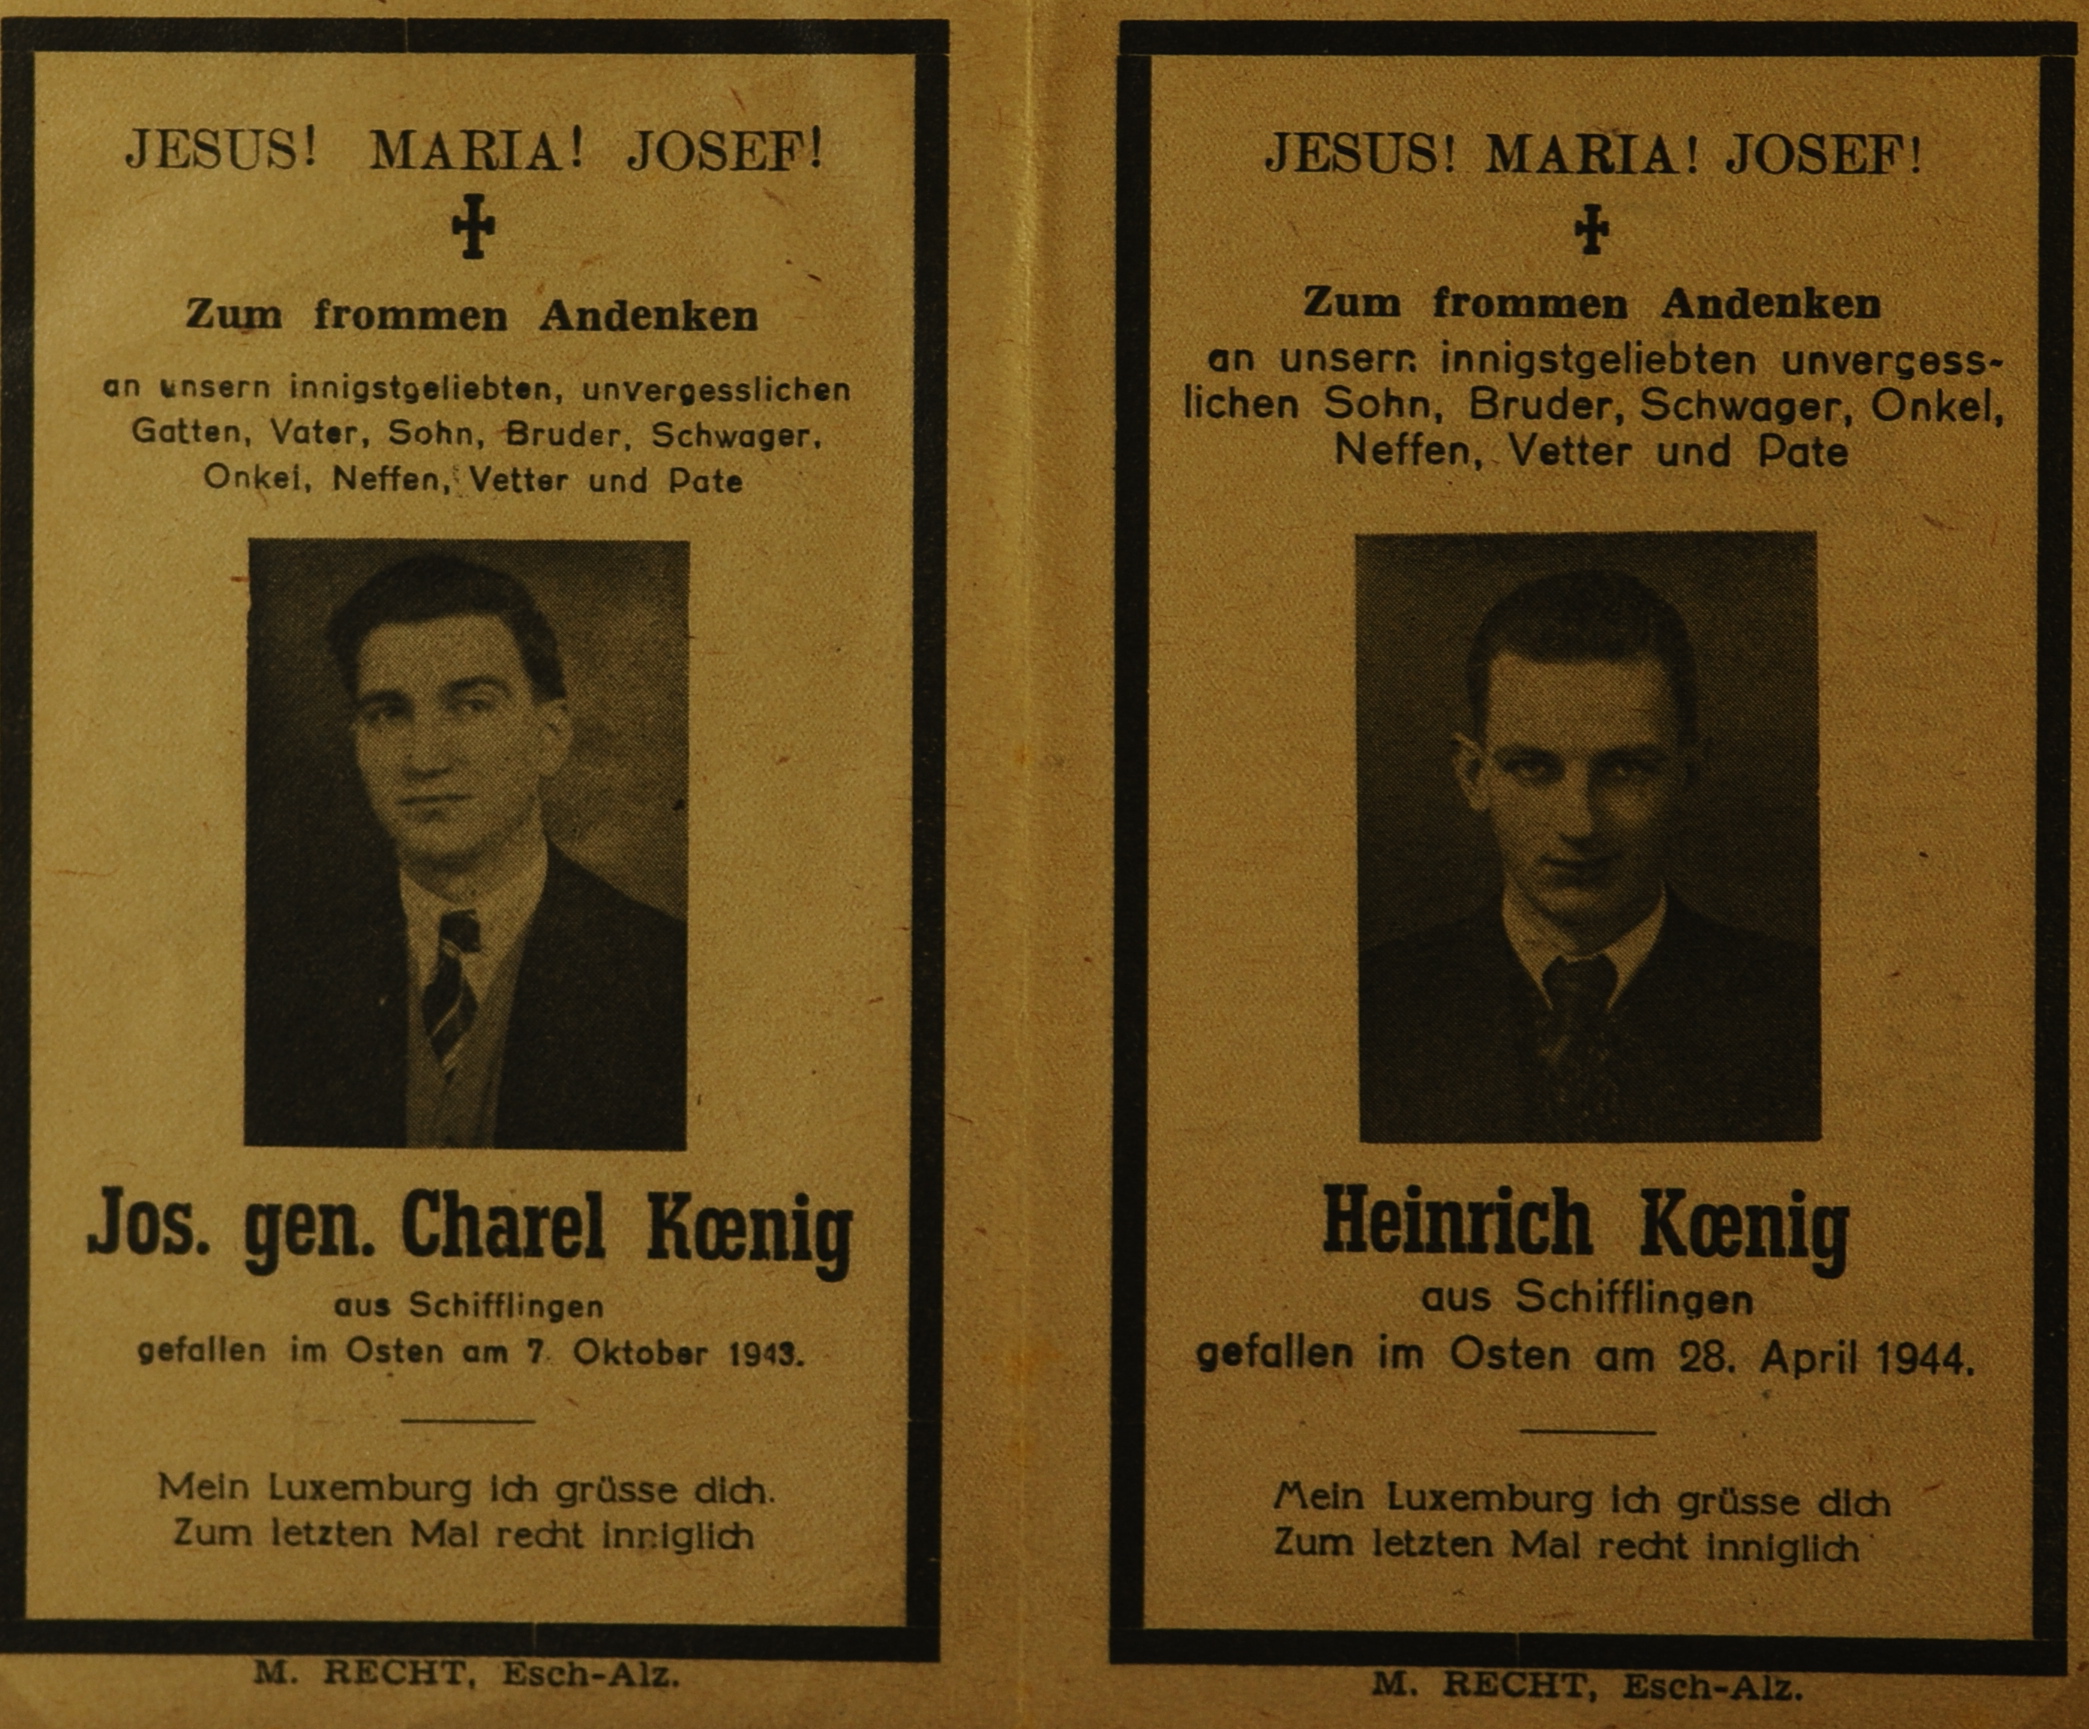 JESUS! MARIA! JOSEF!
Zum frommen Andenken
an unsern innigstgeliebten, unvergesslichen
Gatten, Vater, Sohn, Bruder, Schwager,
Onkel, Neffen, Vetter und Pate
Jos. gen. Charel Kœnig
aus Schifflingen
gefallen im Osten am 7. Oktober 1943.
Mein Luxemburg ich grüsse dich.
Zum letzten Mal recht inniglich
M. RECHT, Esch-Alz.
JESUS! MARIA! JOSEF!
Zum frommen Andenken
an unsern innigstgeliebten unvergess-
lichen Sohn, Bruder, Schwager, Onkel,
Neffen, Vetter und Pate
Heinrich Kœnig
aus Schifflingen
gefallen im Osten am 28. April 1944.
Mein Luxemburg ich grüsse dich
Zum letzten Mal recht inniglich
M. RECHT, Esch-Alz.